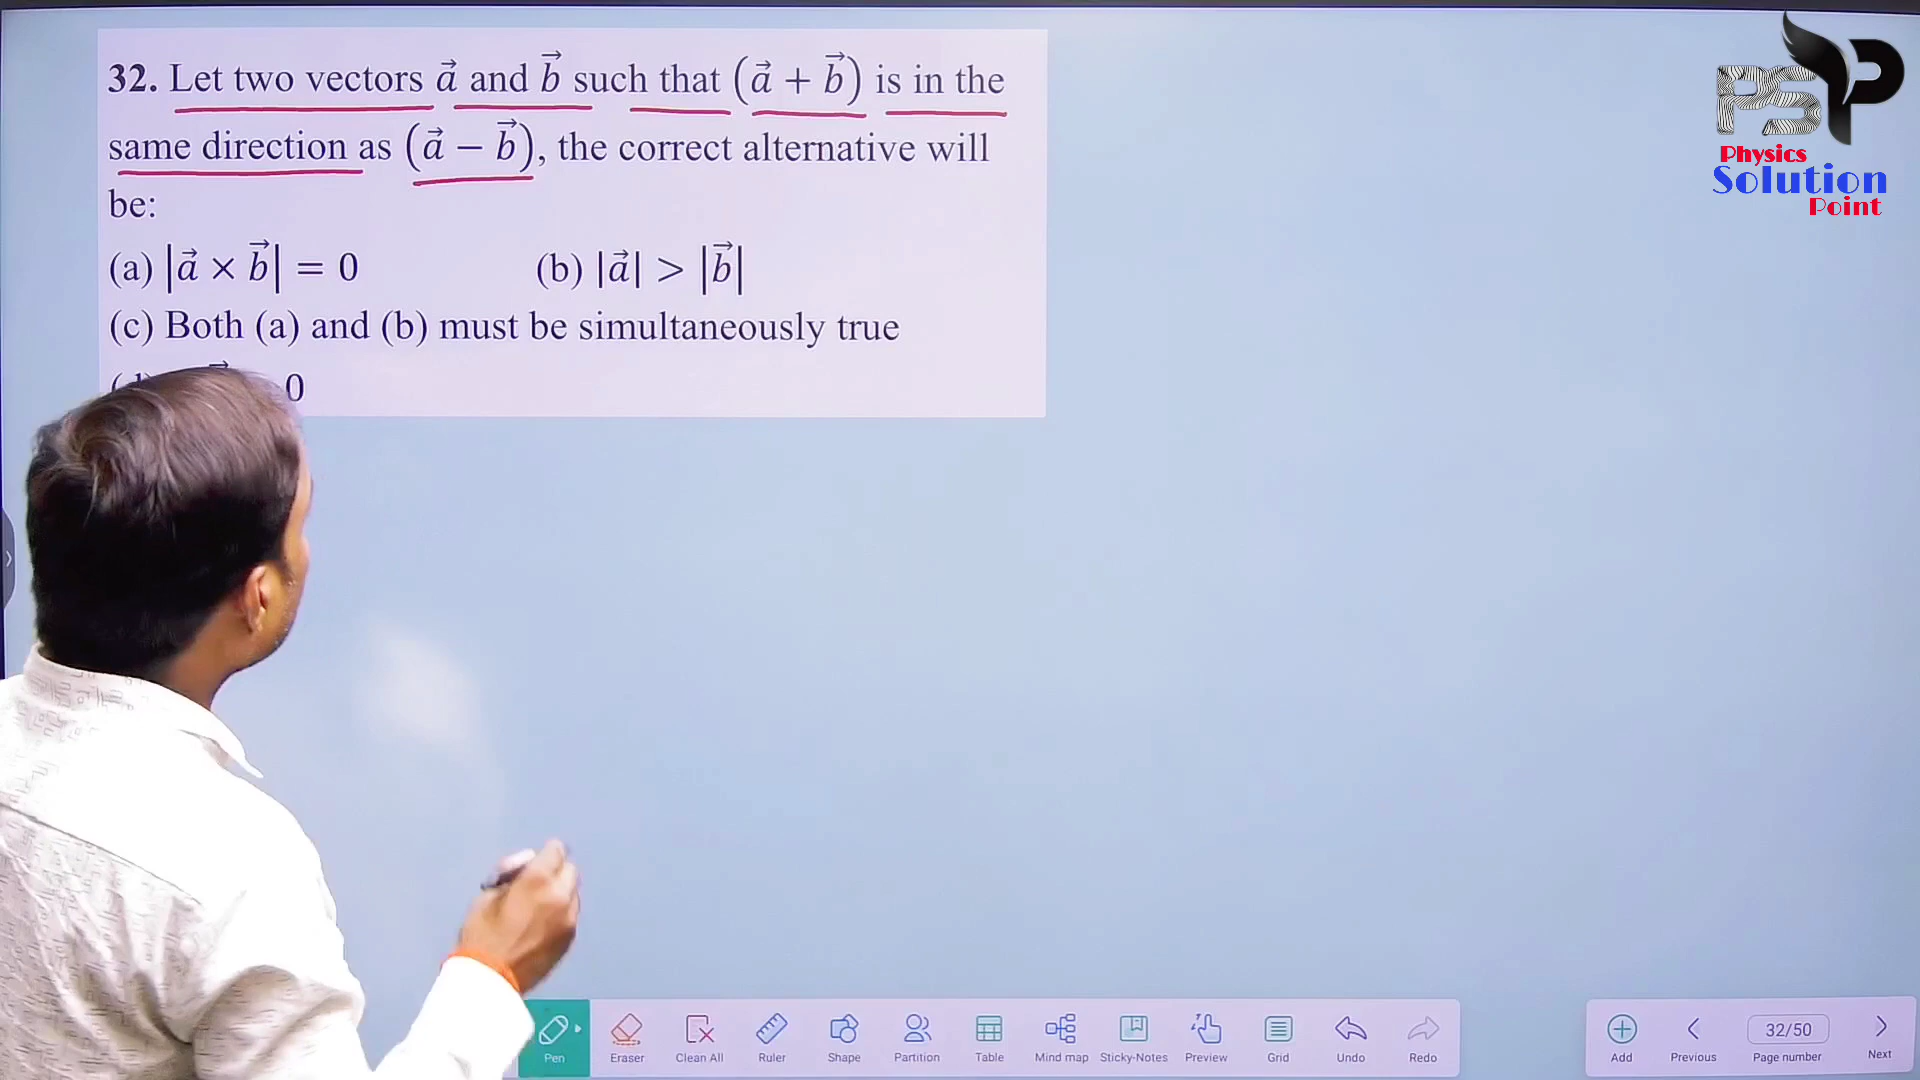 32. Let two vectors a⃗ and b⃗ such that (a⃗ + b⃗) is in the
same direction as (a⃗ − b⃗), the correct alternative will
be:
(a) |a⃗ × b⃗| = 0 (b) |a⃗| > |b⃗|
(c) Both (a) and (b) must be simultaneously true
0
PSP
Physics
Solution
Point
Pen Eraser Clean All Ruler Shape Partition Table Mind map Sticky-Notes Preview Grid Undo Redo
32/50
Add Previous Page number Next